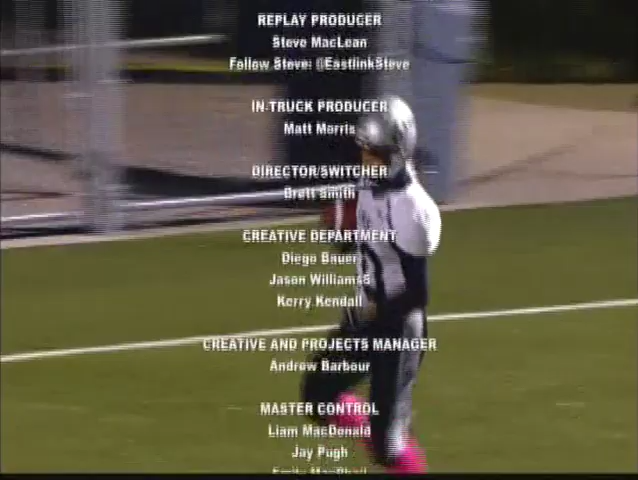 REPLAY PRODUCER
Steve MacLean
Follow Steve: @EastlinkSteve
IN-TRUCK PRODUCER
Matt Morris
DIRECTOR/SWITCHER
Brett Smith
CREATIVE DEPARTMENT
Diego Bauer
Jason Williams
Kerry Kendall
CREATIVE AND PROJECTS MANAGER
Andrew Barbour
MASTER CONTROL
Liam MacDonald
Jay Pugh